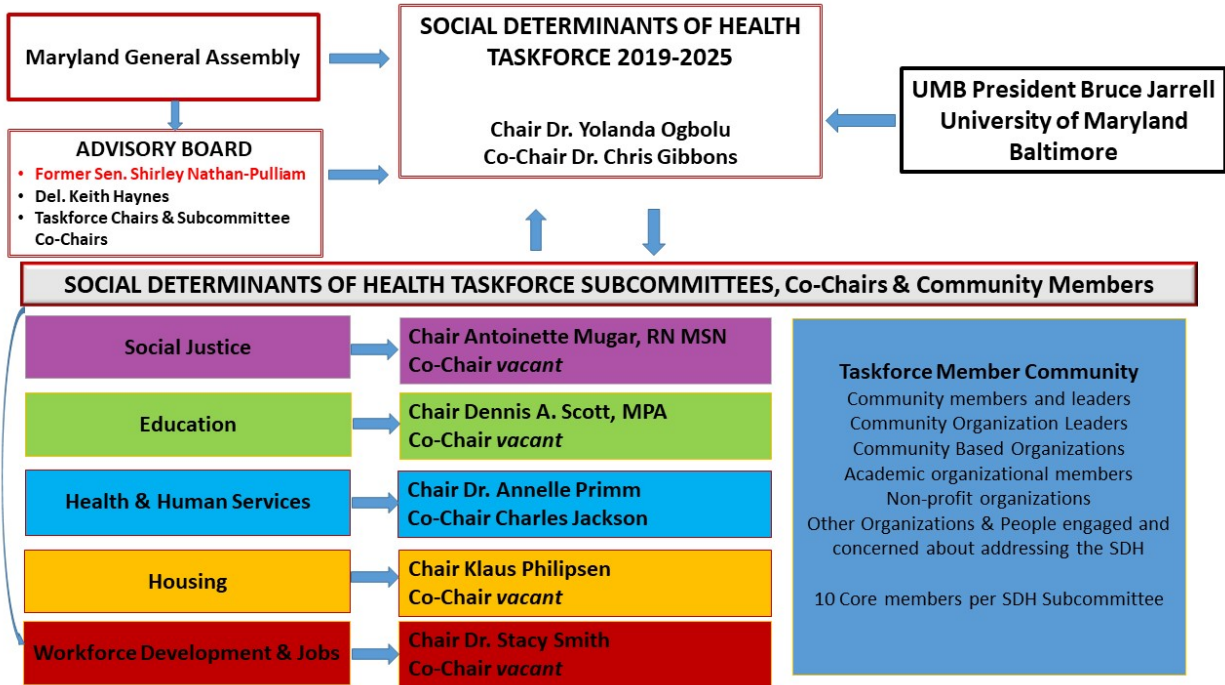 Maryland General Assembly
SOCIAL DETERMINANTS OF HEALTH
TASKFORCE 2019-2025
Chair Dr. Yolanda Ogbolu
Co-Chair Dr. Chris Gibbons
UMB President Bruce Jarrell
University of Maryland
Baltimore
ADVISORY BOARD
• Former Sen. Shirley Nathan-Pulliam
• Del. Keith Haynes
• Taskforce Chairs & Subcommittee
Co-Chairs
SOCIAL DETERMINANTS OF HEALTH TASKFORCE SUBCOMMITTEES, Co-Chairs & Community Members
Social Justice
Chair Antoinette Mugar, RN MSN
Co-Chair vacant
Education
Chair Dennis A. Scott, MPA
Co-Chair vacant
Health & Human Services
Chair Dr. Annelle Primm
Co-Chair Charles Jackson
Housing
Chair Klaus Philipsen
Co-Chair vacant
Workforce Development & Jobs
Chair Dr. Stacy Smith
Co-Chair vacant
Taskforce Member Community
Community members and leaders
Community Organization Leaders
Community Based Organizations
Academic organizational members
Non-profit organizations
Other Organizations & People engaged and
concerned about addressing the SDH
10 Core members per SDH Subcommittee